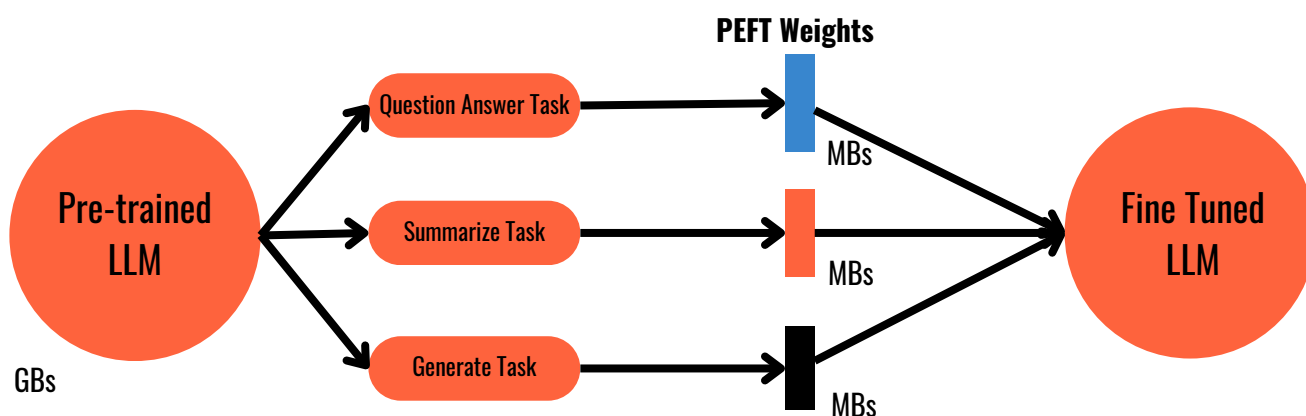 PEFT Weights
Question Answer Task
MBs
Pre-trained
LLM
Summarize Task
Fine Tuned
LLM
MBs
Generate Task
GBs
MBs